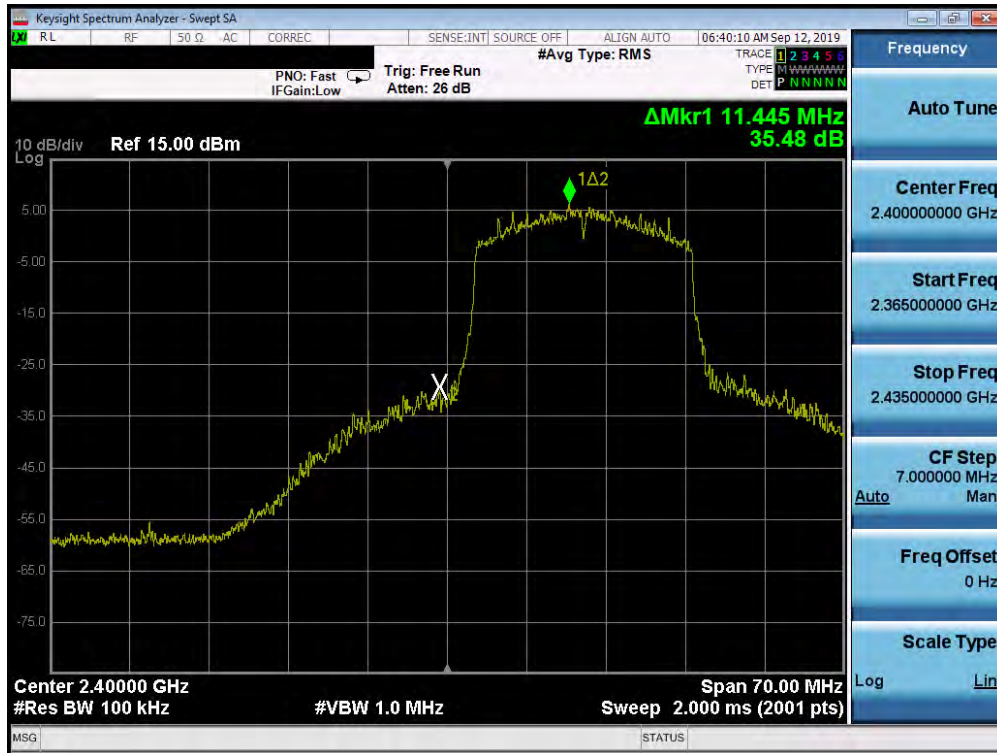 Keysight Spectrum Analyzer - Swept SA
LXI RL RF 50 Ω AC CORREC SENSE:INT SOURCE OFF ALIGN AUTO 06:40:10 AM Sep 12, 2019
#Avg Type: RMS
TRACE 1 2 3 4 5 6
PNO: Fast Trig: Free Run
TYPE M WWWWW
IFGain:Low Atten: 26 dB
DET P N N N N N
ΔMkr1 11.445 MHz
35.48 dB
10 dB/div Ref 15.00 dBm
Log
1Δ2
5.00
-5.00
-15.0
-25.0
X2
-35.0
-45.0
-55.0
-65.0
-75.0
Center 2.40000 GHz Span 70.00 MHz
#Res BW 100 kHz #VBW 1.0 MHz Sweep 2.000 ms (2001 pts)
MSG STATUS
Frequency
Auto Tune
Center Freq
2.400000000 GHz
Start Freq
2.365000000 GHz
Stop Freq
2.435000000 GHz
CF Step
7.000000 MHz
Auto Man
Freq Offset
0 Hz
Scale Type
Log Lin